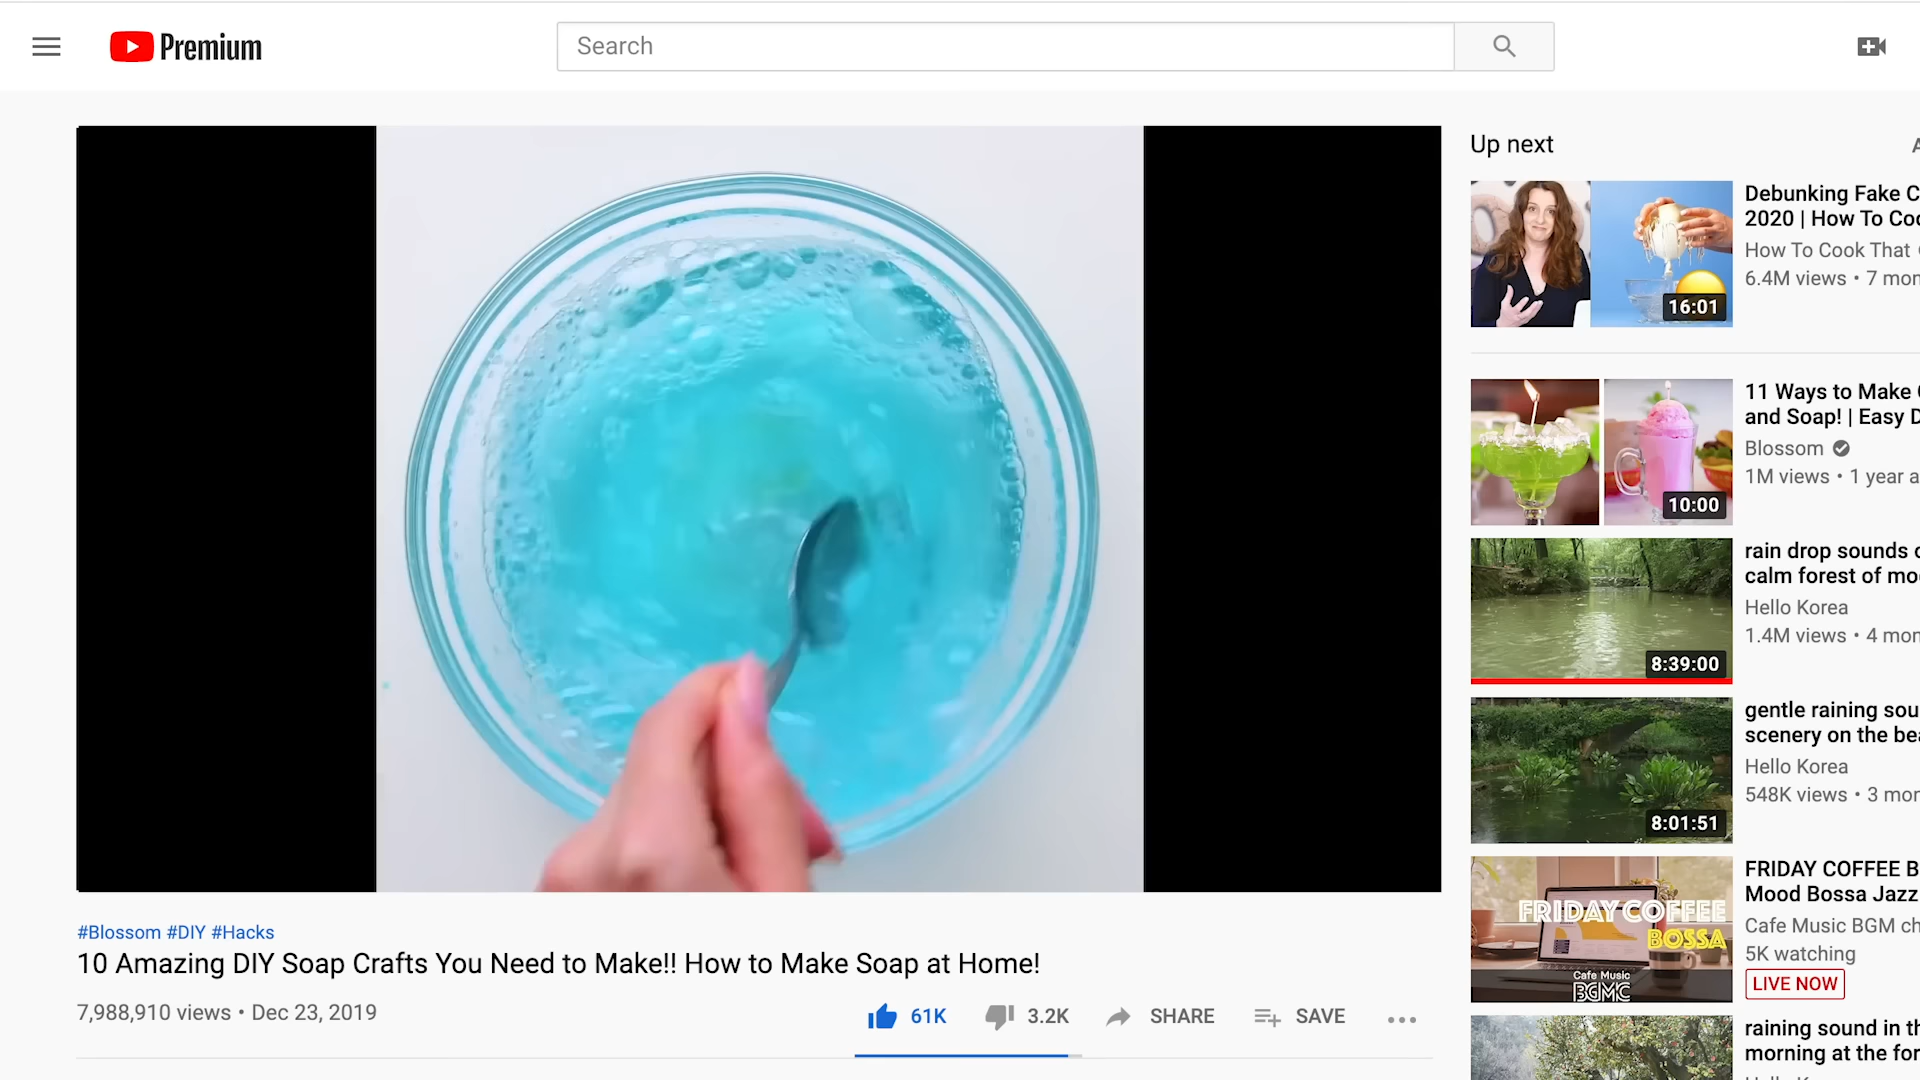 Premium
Search
Up next
A
Debunking Fake C
2020 | How To Coo
How To Cook That
6.4M views • 7 mon
16:01
11 Ways to Make
and Soap! | Easy D
Blossom
1M views • 1 year a
10:00
rain drop sounds o
calm forest of mo
Hello Korea
1.4M views • 4 mon
8:39:00
gentle raining sou
scenery on the bea
Hello Korea
548K views • 3 mon
8:01:51
FRIDAY COFFEE
BOSSA
Cafe Music
BGMC
FRIDAY COFFEE B
Mood Bossa Jazz
Cafe Music BGM ch
5K watching
LIVE NOW
raining sound in th
morning at the for
#Blossom #DIY #Hacks
10 Amazing DIY Soap Crafts You Need to Make!! How to Make Soap at Home!
7,988,910 views • Dec 23, 2019
61K 3.2K SHARE SAVE